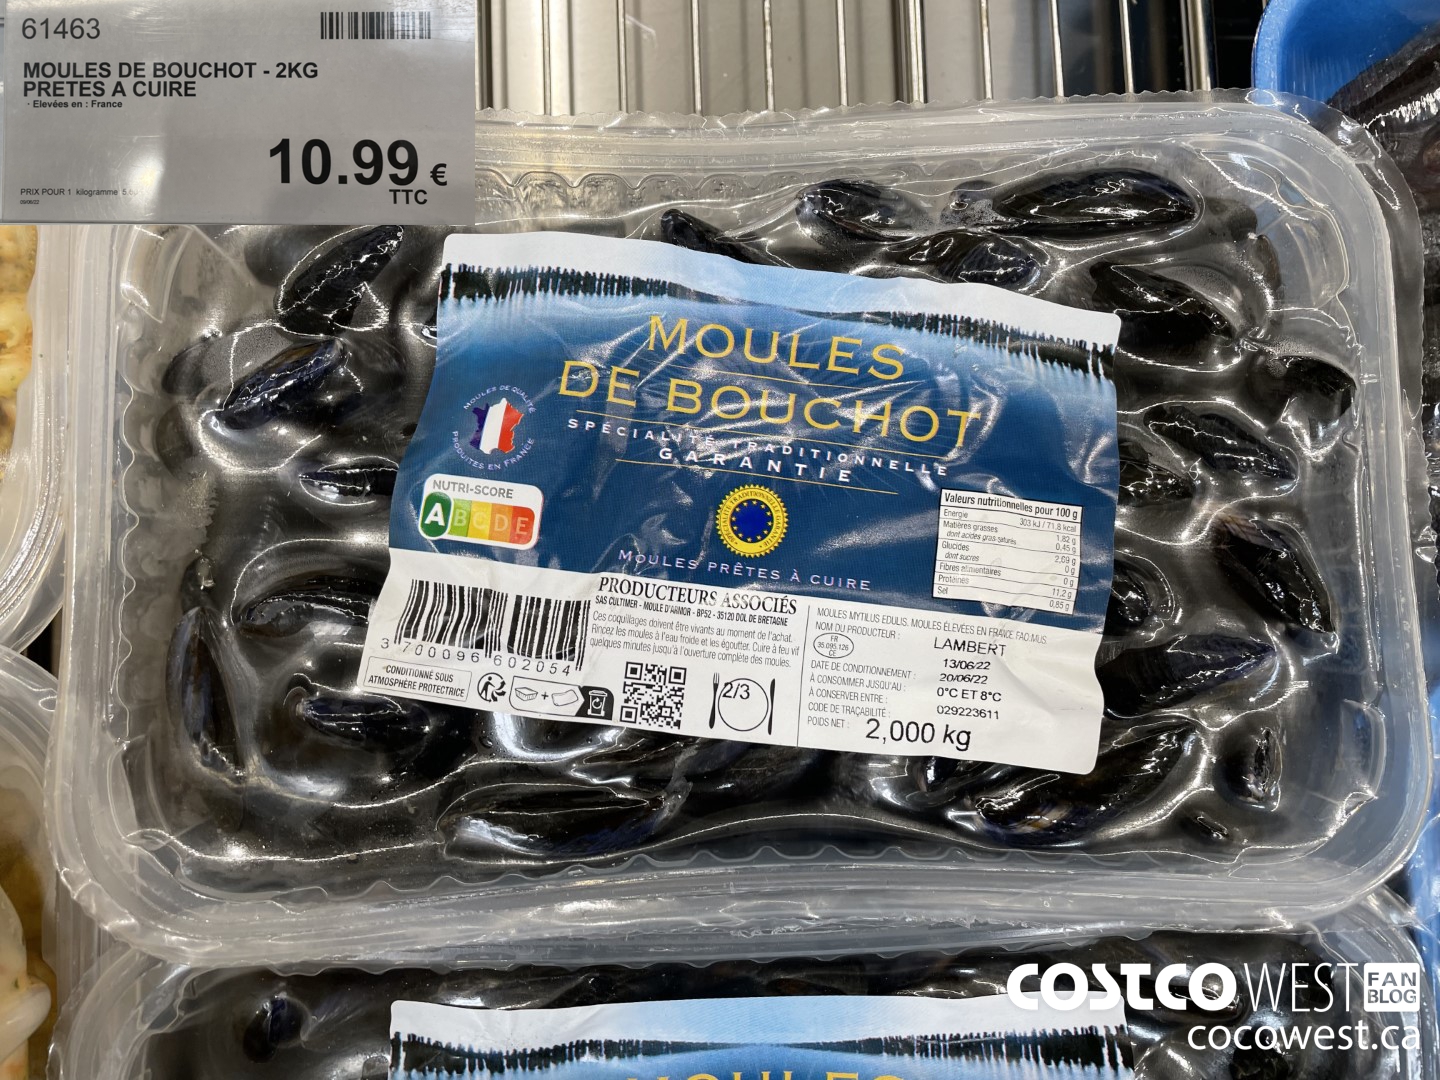 61463
MOULES DE BOUCHOT - 2KG
PRETES A CUIRE
- Elevées en : France
10.99 €
TTC
PRIX POUR 1 kilogramme
09/06/22
MOULES
DE BOUCHOT
SPÉCIALITÉ TRADITIONNELLE
GARANTIE
MOULES DE QUALITÉ
PRODUITES EN FRANCE
NUTRI-SCORE
A B C D E
MOULES PRÊTES À CUIRE
Valeurs nutritionnelles pour 100 g
Energie 303 kJ / 71,8 kcal
Matières grasses 1,82 g
dont acides gras saturés 0,45 g
Glucides 2,09 g
dont sucres 0 g
Fibres alimentaires 0 g
Protéines 11,2 g
Sel 0,85 g
3 700096 602054
CONDITIONNÉ SOUS
ATMOSPHÈRE PROTECTRICE
PRODUCTEURS ASSOCIÉS
SAS CULTIMER - MOULE D'ARMOR - BP52 - 35120 DOL DE BRETAGNE
Ces coquillages doivent être vivants au moment de l'achat.
Rincez les moules à l'eau froide et les égoutter. Cuire à feu vif
quelques minutes jusqu'à l'ouverture complète des moules.
2/3
MOULES MYTILUS EDULIS. MOULES ÉLEVÉES EN FRANCE
NOM DU PRODUCTEUR : LAMBERT
FR
35.095.126
CE
DATE DE CONDITIONNEMENT : 13/06/22
À CONSOMMER JUSQU'AU : 20/06/22
À CONSERVER ENTRE : 0°C ET 8°C
CODE DE TRAÇABILITÉ : 029223611
POIDS NET : 2,000 kg
MOULES
COSTCO WEST FAN
BLOG
cocowest.ca